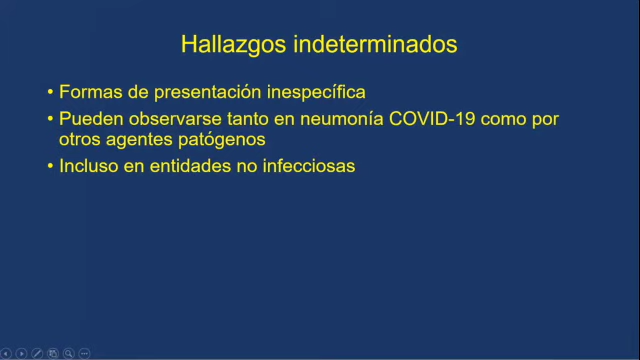 Hallazgos indeterminados
• Formas de presentación inespecífica
• Pueden observarse tanto en neumonía COVID-19 como por
otros agentes patógenos
• Incluso en entidades no infecciosas